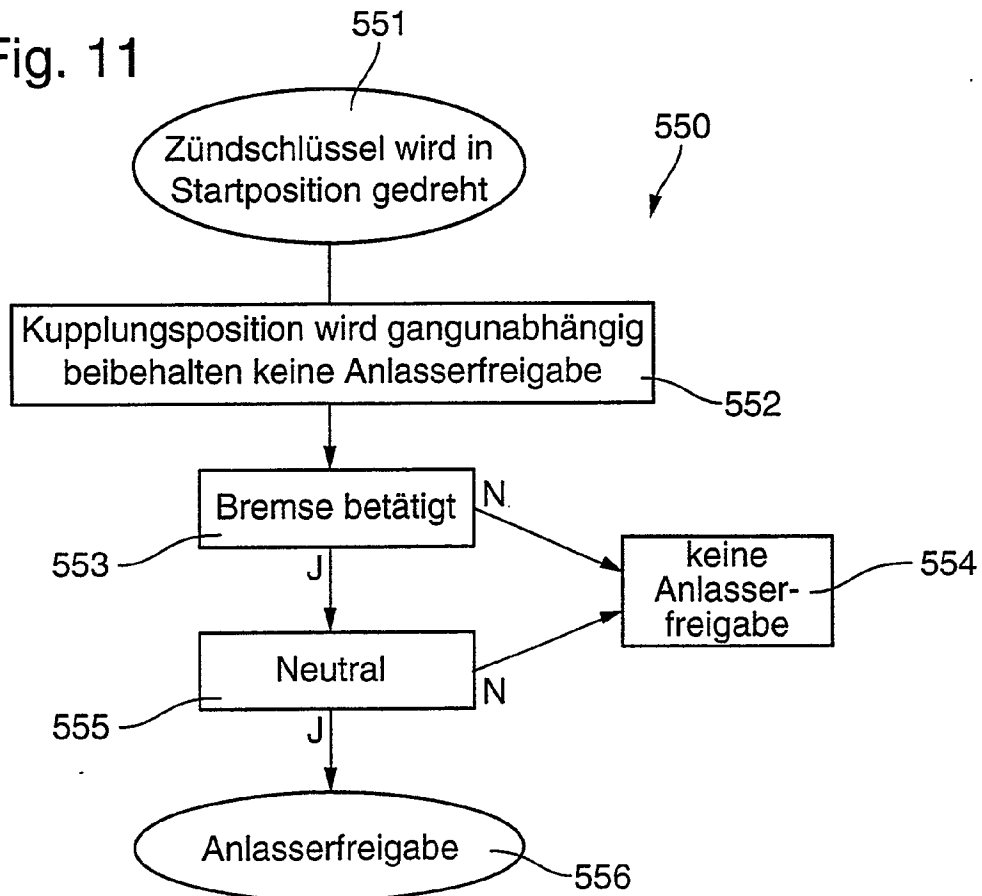 Fig. 11
551
Zündschlüssel wird in
Startposition gedreht
550
Kupplungsposition wird gangunabhängig
beibehalten keine Anlasserfreigabe
552
Bremse betätigt
N
553
J
keine
Anlasser-
freigabe
554
Neutral
N
555
J
Anlasserfreigabe
556